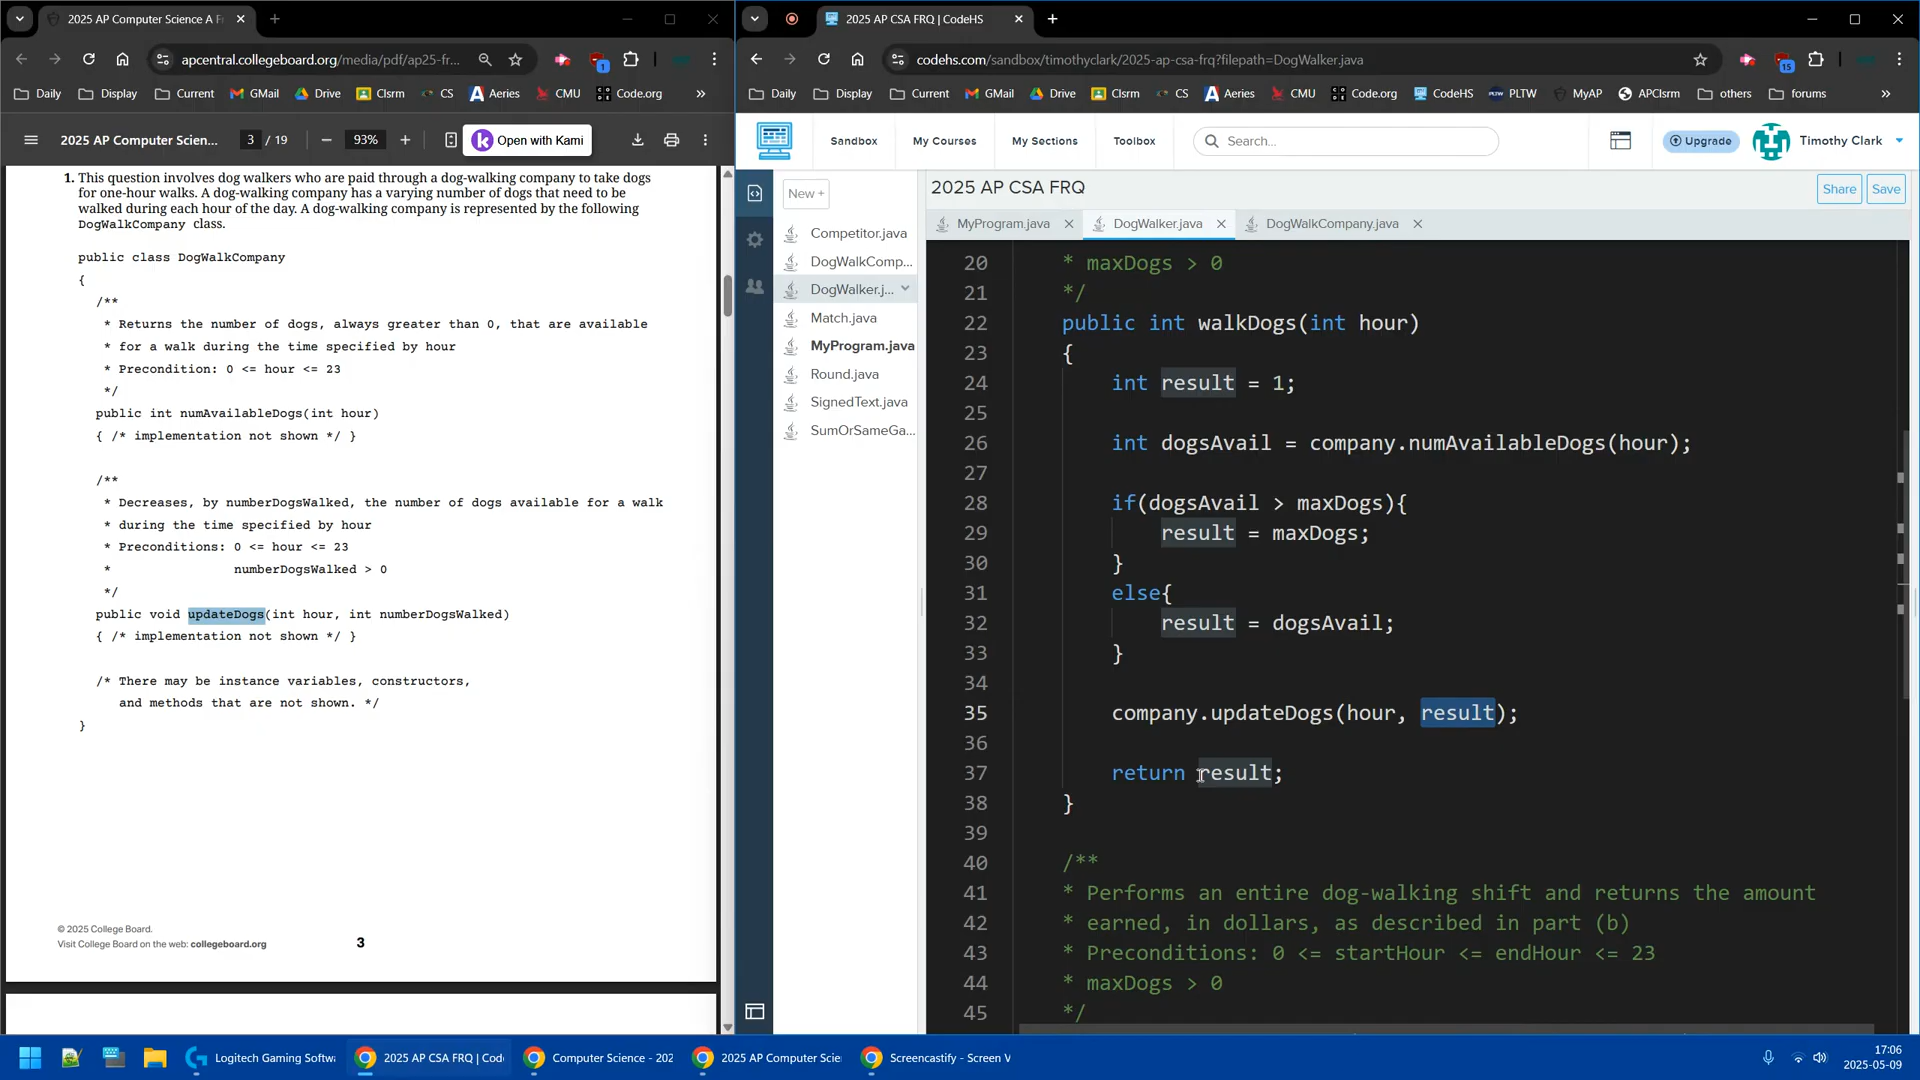 2025 AP Computer Science A F
apcentral.collegeboard.org/media/pdf/ap25-fr...
1
Daily
Display
Current
GMail
Drive
Clsrm
CS
Aeries
CMU
Code.org
»
2025 AP Computer Scien...
3 / 19
93%
Open with Kami
1. This question involves dog walkers who are paid through a dog-walking company to take dogs
for one-hour walks. A dog-walking company has a varying number of dogs that need to be
walked during each hour of the day. A dog-walking company is represented by the following
DogWalkCompany class.
public class DogWalkCompany
{
/**
* Returns the number of dogs, always greater than 0, that are available
* for a walk during the time specified by hour
* Precondition: 0 <= hour <= 23
*/
public int numAvailableDogs(int hour)
{ /* implementation not shown */ }
/**
* Decreases, by numberDogsWalked, the number of dogs available for a walk
* during the time specified by hour
* Preconditions: 0 <= hour <= 23
* numberDogsWalked > 0
*/
public void updateDogs(int hour, int numberDogsWalked)
{ /* implementation not shown */ }
/* There may be instance variables, constructors,
and methods that are not shown. */
}
© 2025 College Board.
Visit College Board on the web: collegeboard.org
3
2025 AP CSA FRQ | CodeHS
codehs.com/sandbox/timothyclark/2025-ap-csa-frq?filepath=DogWalker.java
15
Daily
Display
Current
GMail
Drive
Clsrm
CS
Aeries
CMU
Code.org
CodeHS
PLTW
MyAP
APClsrm
others
forums
»
Sandbox
My Courses
My Sections
Toolbox
Search...
Upgrade
Timothy Clark
New +
2025 AP CSA FRQ
Share
Save
MyProgram.java
DogWalker.java
DogWalkCompany.java
Competitor.java
DogWalkComp...
DogWalker.j...
Match.java
MyProgram.java
Round.java
SignedText.java
SumOrSameGa...
20 * maxDogs > 0
21 */
22 public int walkDogs(int hour)
23 {
24 int result = 1;
25
26 int dogsAvail = company.numAvailableDogs(hour);
27
28 if(dogsAvail > maxDogs){
29 result = maxDogs;
30 }
31 else{
32 result = dogsAvail;
33 }
34
35 company.updateDogs(hour, result);
36
37 return result;
38 }
39
40 /**
41 * Performs an entire dog-walking shift and returns the amount
42 * earned, in dollars, as described in part (b)
43 * Preconditions: 0 <= startHour <= endHour <= 23
44 * maxDogs > 0
45 */
Logitech Gaming Softwa
2025 AP CSA FRQ | Cod
Computer Science - 202
2025 AP Computer Scie
Screencastify - Screen V
17:06
2025-05-09